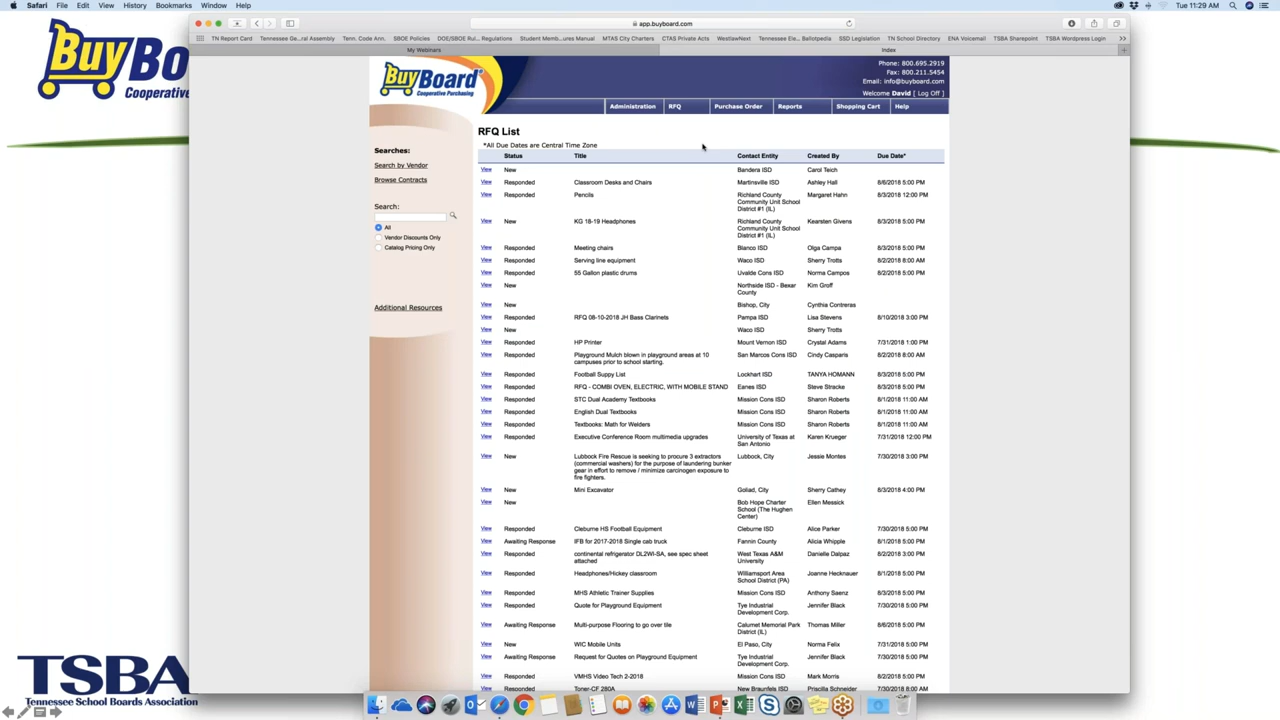 Safari File Edit View History Bookmarks Window Help Tue 11:29 AM
BuyBoard
Cooperative
app.buyboard.com
TN Report Card Tennessee Ge...ral Assembly Tenn. Code Ann. SBOE Policies DOE/SBOE Rul... Regulations Student Memb...ures Manual MTAS City Charters CTAS Private Acts WestlawNext Tennessee Ele... Ballotpedia SSD Legislation TN School Directory ENA Voicemail TSBA Sharepoint TSBA Wordpress Login
My Webinars Index
BuyBoard®
Cooperative Purchasing
Phone: 800.695.2919
Fax: 800.211.5454
Email: info@buyboard.com
Welcome David [ Log Off ]
Administration RFQ Purchase Order Reports Shopping Cart Help
Searches:
Search by Vendor
Browse Contracts
Search:
All
Vendor Discounts Only
Catalog Pricing Only
Additional Resources
RFQ List
*All Due Dates are Central Time Zone
Status Title Contact Entity Created By Due Date*
View New Bandera ISD Carol Teich
View Responded Classroom Desks and Chairs Martinsville ISD Ashley Hall 8/6/2018 5:00 PM
View Responded Pencils Richland County Margaret Hahn 8/3/2018 12:00 PM
Community Unit School
District #1 (IL)
View New KG 18-19 Headphones Richland County Kearsten Givens 8/3/2018 5:00 PM
Community Unit School
District #1 (IL)
View Responded Meeting chairs Blanco ISD Olga Campa 8/3/2018 5:00 PM
View Responded Serving line equipment Waco ISD Sherry Trotts 8/2/2018 8:00 AM
View Responded 55 Gallon plastic drums Uvalde Cons ISD Norma Campos 8/2/2018 5:00 PM
View New Northside ISD - Bexar Kim Groff
County
View New Bishop, City Cynthia Contreras
View Responded RFQ 08-10-2018 JH Bass Clarinets Pampa ISD Lisa Stevens 8/10/2018 3:00 PM
View New Waco ISD Sherry Trotts
View Responded HP Printer Mount Vernon ISD Crystal Adams 7/31/2018 1:00 PM
View Responded Playground Mulch blown in playground areas at 10 San Marcos Cons ISD Cindy Casparis 8/2/2018 8:00 AM
campuses prior to school starting.
View Responded Football Suppy List Lockhart ISD TANYA HOMANN 8/3/2018 5:00 PM
View Responded RFQ - COMBI OVEN, ELECTRIC, WITH MOBILE STAND Eanes ISD Steve Stracke 8/3/2018 5:00 PM
View Responded STC Dual Academy Textbooks Mission Cons ISD Sharon Roberts 8/1/2018 11:00 AM
View Responded English Dual Textbooks Mission Cons ISD Sharon Roberts 8/1/2018 11:00 AM
View Responded Textbooks: Math for Welders Mission Cons ISD Sharon Roberts 8/1/2018 11:00 AM
View Responded Executive Conference Room multimedia upgrades University of Texas at Karen Krueger 7/31/2018 12:00 PM
San Antonio
View New Lubbock Fire Rescue is seeking to procure 3 extractors Lubbock, City Jessie Montes 7/30/2018 3:00 PM
(commercial washers) for the purpose of laundering bunker
gear in effort to remove / minimize carcinogen exposure to
fire fighters.
View New Mini Excavator Goliad, City Sherry Cathey 8/3/2018 4:00 PM
View New Bob Hope Charter Ellen Messick
School (The Hughen
Center)
View Responded Cleburne HS Football Equipment Cleburne ISD Alice Parker 7/30/2018 5:00 PM
View Awaiting Response IFB for 2017-2018 Single cab truck Fannin County Alicia Whipple 8/1/2018 5:00 PM
View Responded continental refrigerator DL2WI-SA, see spec sheet West Texas A&M Danielle Dalpaz 8/2/2018 3:00 PM
attached University
View Responded Headphones/Hickey classroom Williamsport Area Joanne Hecknauer 8/1/2018 5:00 PM
School District (PA)
View Responded MHS Athletic Trainer Supplies Mission Cons ISD Anthony Saenz 8/3/2018 5:00 PM
View Responded Quote for Playground Equipment Tye Industrial Jennifer Black 7/30/2018 5:00 PM
Development Corp.
View Awaiting Response Multi-purpose Flooring to go over tile Calumet Memorial Park Thomas Miller 8/6/2018 5:00 PM
District (IL)
View New WIC Mobile Units El Paso, City Norma Felix 7/31/2018 5:00 PM
View Awaiting Response Request for Quotes on Playground Equipment Tye Industrial Jennifer Black 7/30/2018 5:00 PM
Development Corp.
View Responded VMHS Video Tech 2-2018 Mission Cons ISD Mark Morris 8/2/2018 5:00 PM
View Responded Toner-CF 280A New Braunfels ISD Priscilla Schneider 7/30/2018 8:00 AM
TSBA
Tennessee School Boards Association